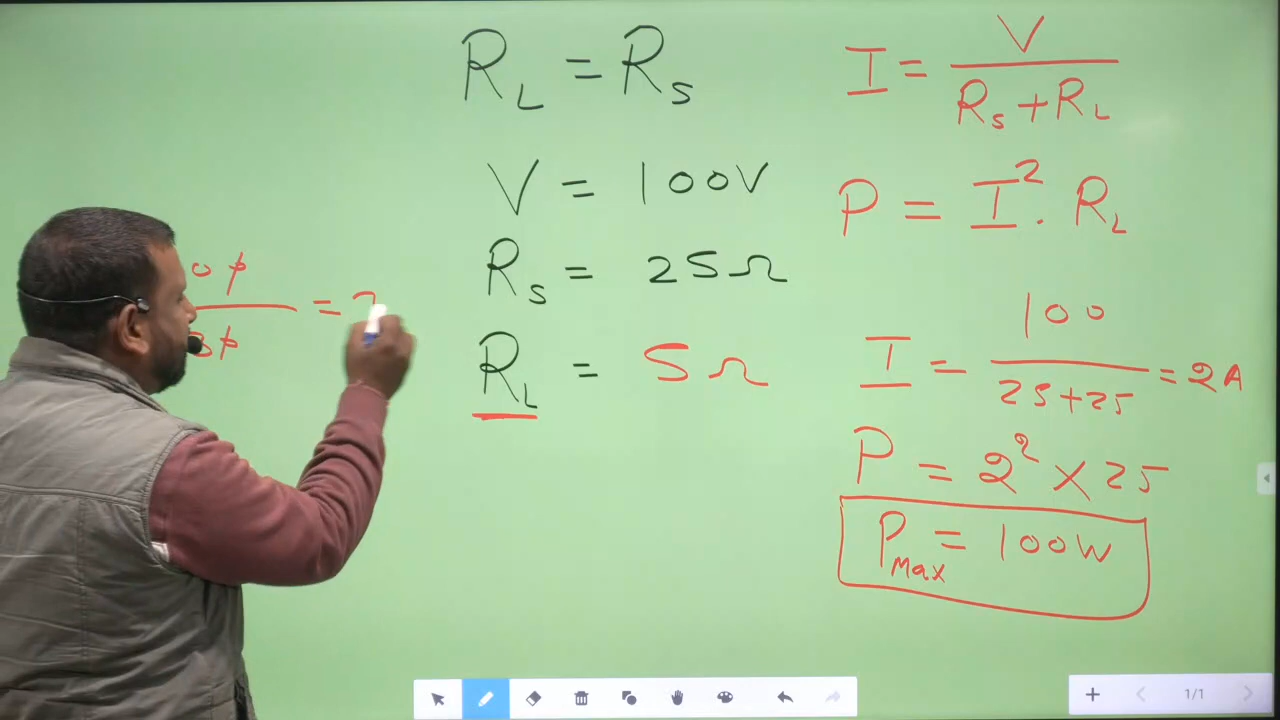 R_L = R_S
V = 100V
R_S = 25Ω
R_L = 5Ω
I = V / (R_S + R_L)
P = I² . R_L
I = 100 / (25+25) = 2A
P = 2² × 25
P_Max = 100W
=
1/1